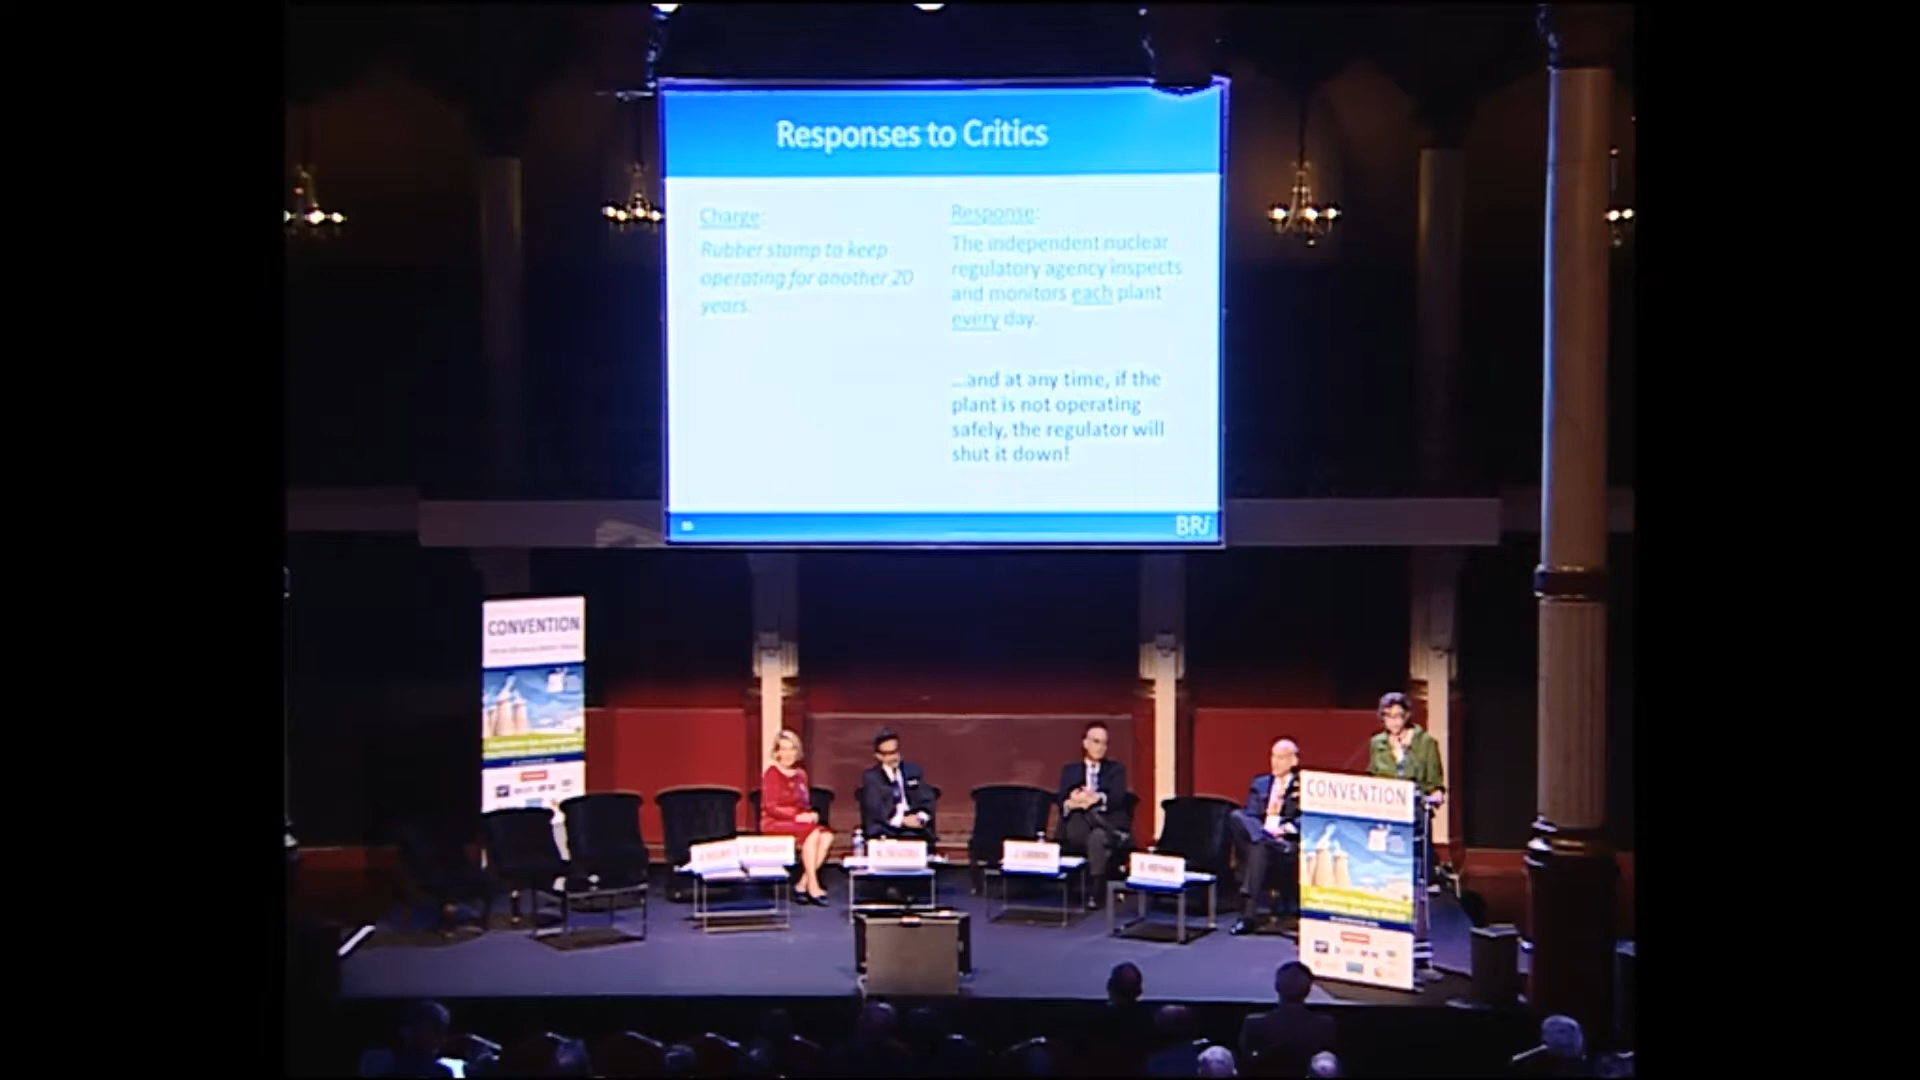 Responses to Critics
Charge:
Rubber stamp to keep
operating for another 20
years.
Response:
The independent nuclear
regulatory agency inspects
and monitors each plant
every day.
...and at any time, if the
plant is not operating
safely, the regulator will
shut it down!
BRi
CONVENTION
CONVENTION